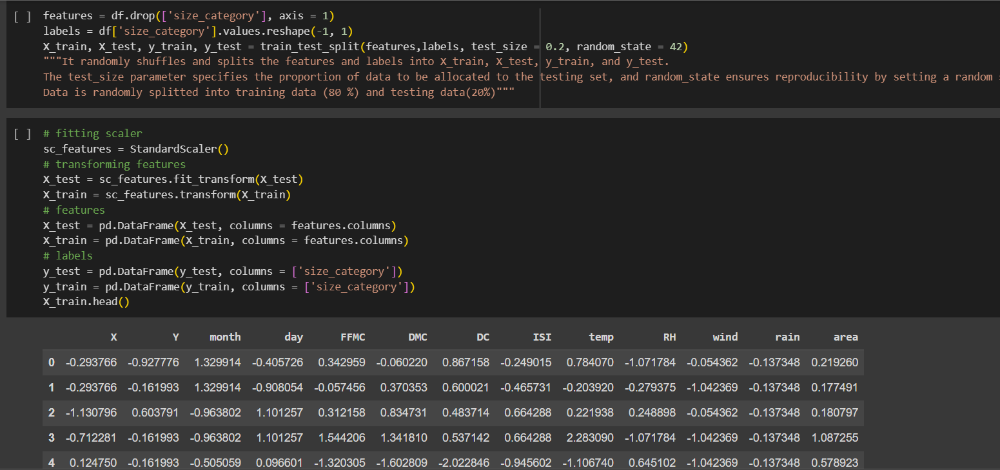 [ ] features = df.drop(['size_category'], axis = 1)
labels = df['size_category'].values.reshape(-1, 1)
X_train, X_test, y_train, y_test = train_test_split(features,labels, test_size = 0.2, random_state = 42)
"""It randomly shuffles and splits the features and labels into X_train, X_test, y_train, and y_test.
The test_size parameter specifies the proportion of data to be allocated to the testing set, and random_state ensures reproducibility by setting a random
Data is randomly splitted into training data (80 %) and testing data(20%)"""
[ ] # fitting scaler
sc_features = StandardScaler()
# transforming features
X_test = sc_features.fit_transform(X_test)
X_train = sc_features.transform(X_train)
# features
X_test = pd.DataFrame(X_test, columns = features.columns)
X_train = pd.DataFrame(X_train, columns = features.columns)
# labels
y_test = pd.DataFrame(y_test, columns = ['size_category'])
y_train = pd.DataFrame(y_train, columns = ['size_category'])
X_train.head()
X Y month day FFMC DMC DC ISI temp RH wind rain area
0 -0.293766 -0.927776 1.329914 -0.405726 0.342959 -0.060220 0.867158 -0.249015 0.784070 -1.071784 -0.054362 -0.137348 0.219260
1 -0.293766 -0.161993 1.329914 -0.908054 -0.057456 0.370353 0.600021 -0.465731 -0.203920 -0.279375 -1.042369 -0.137348 0.177491
2 -1.130796 0.603791 -0.963802 1.101257 0.312158 0.834731 0.483714 0.664288 0.221938 0.248898 -0.054362 -0.137348 0.180797
3 -0.712281 -0.161993 -0.963802 1.101257 1.544206 1.341810 0.537142 0.664288 2.283090 -1.071784 -1.042369 -0.137348 1.087255
4 0.124750 -0.161993 -0.505059 0.096601 -1.320305 -1.602809 -2.022846 -0.945602 -1.106740 0.645102 -1.042369 -0.137348 0.578923